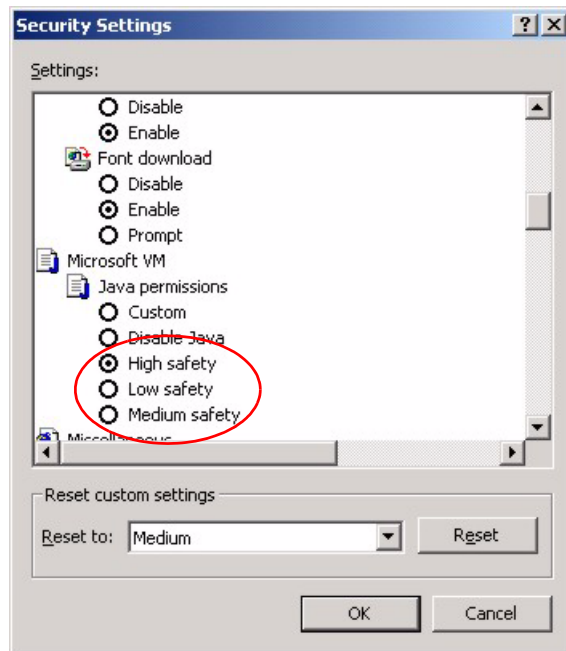 Security Settings
Settings:
Disable
Enable
Font download
Disable
Enable
Prompt
Microsoft VM
Java permissions
Custom
Disable Java
High safety
Low safety
Medium safety
Miscellaneous
Reset custom settings
Reset to: Medium Reset
OK Cancel